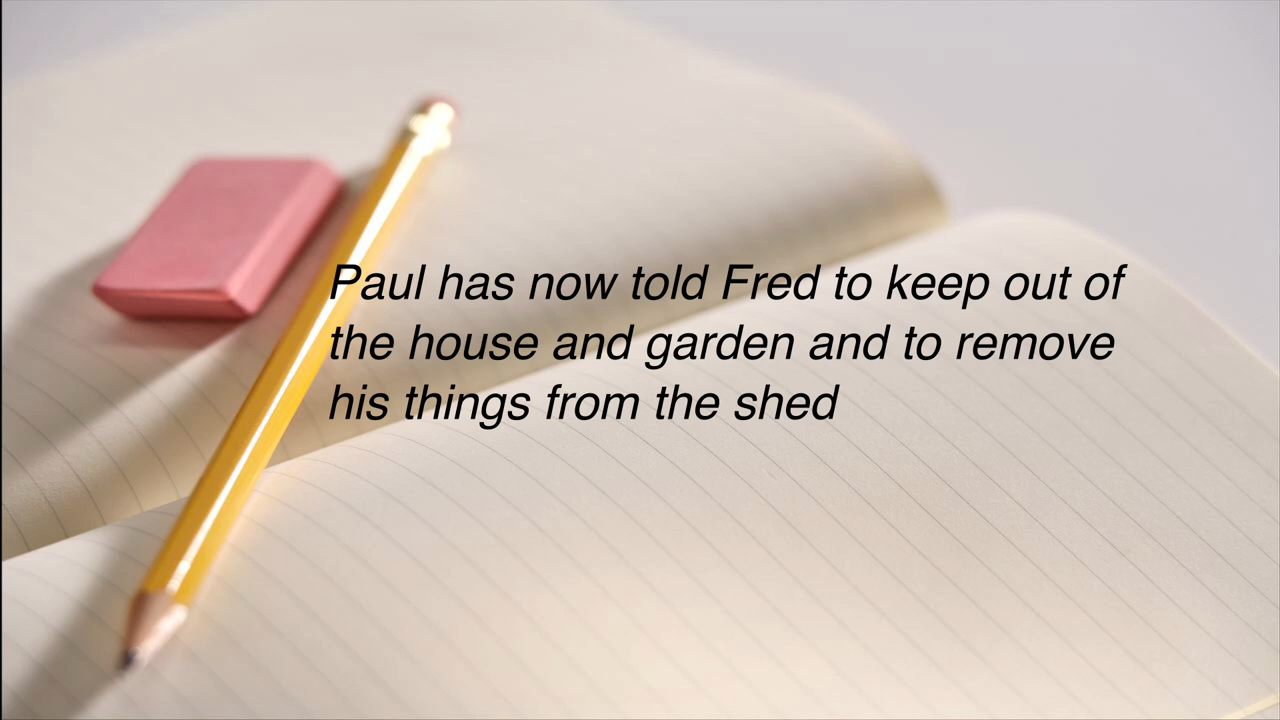 Paul has now told Fred to keep out of
the house and garden and to remove
his things from the shed